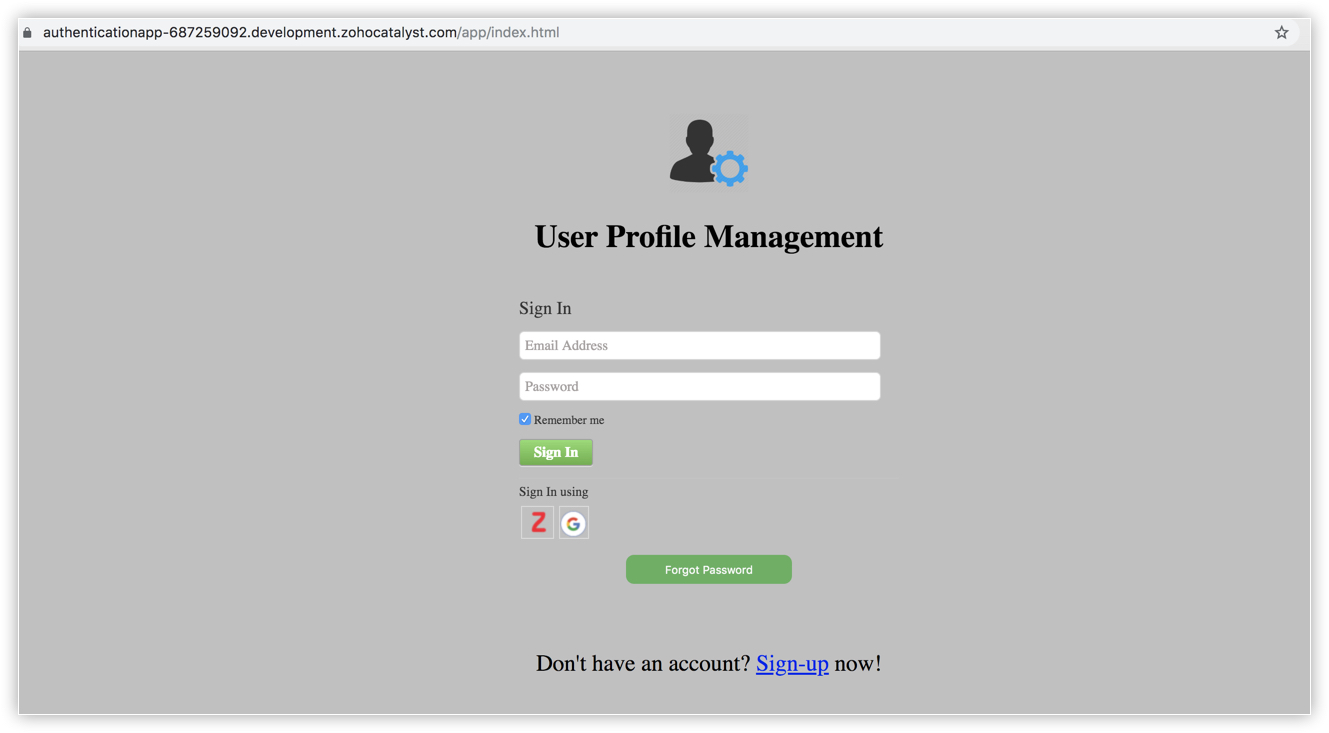 authenticationapp-687259092.development.zohocatalyst.com/app/index.html
User Profile Management
Sign In
Email Address
Password
Remember me
Sign In
Sign In using
Z G
Forgot Password
Don't have an account? Sign-up now!